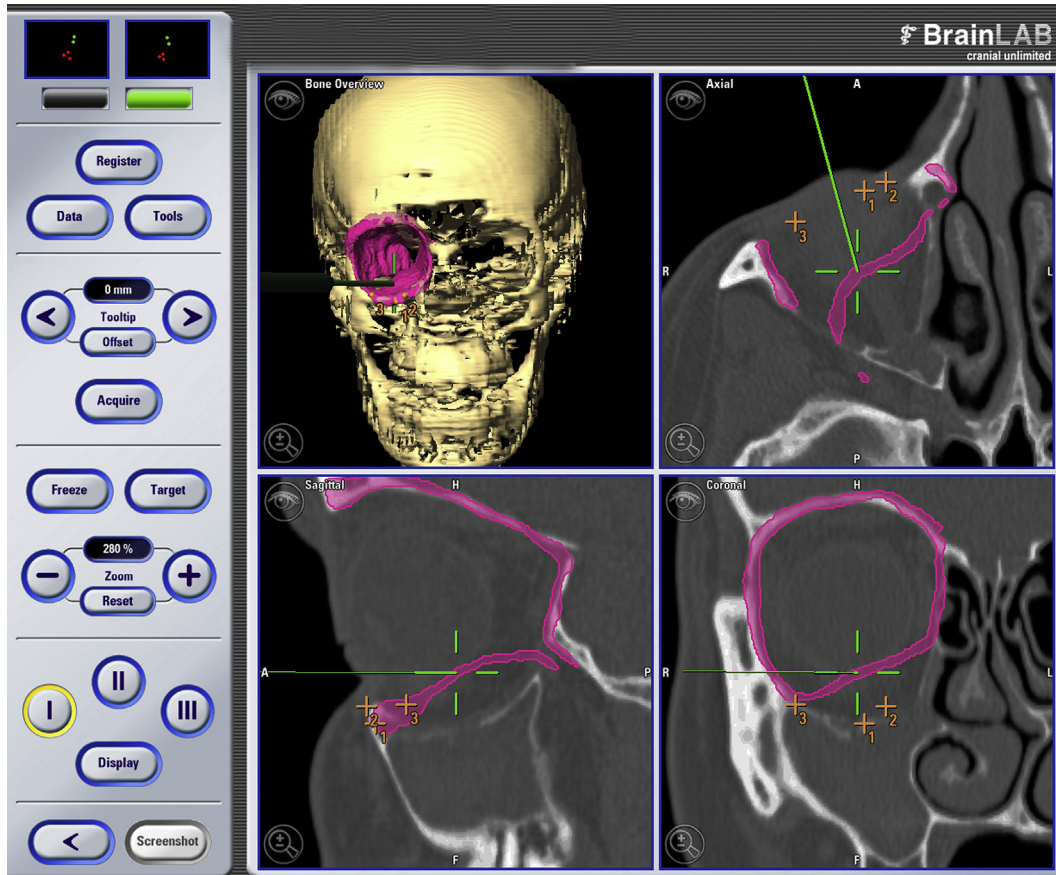 BrainLAB
cranial unlimited
Register
Data
Tools
0 mm
Tooltip
Offset
Acquire
Freeze
Target
280 %
Zoom
Reset
II
I
III
Display
Screenshot
Bone Overview
3
1
2
Axial
A
1
2
3
R
L
P
Sagittal
H
A
P
2
3
1
F
Coronal
H
R
L
3
2
1
F